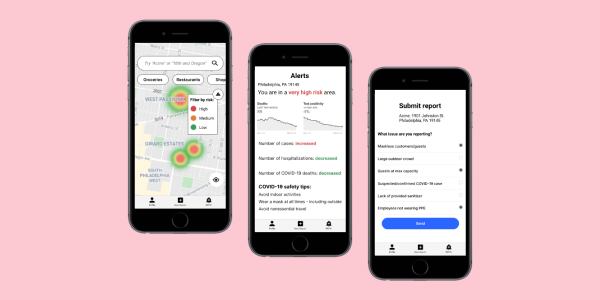 Try "Acme" or "10th and Oregon"
Groceries
Restaurants
Shop
WEST PASSYUNK
Filter by risk:
High
Medium
Low
GIRARD ESTATES
SOUTH
PHILADELPHIA
WEST
Alerts
Philadelphia, PA 19145
You are in a very high risk area.
Deaths
Test positivity
Number of cases: increased
Number of hospitalizations: decreased
Number of COVID-19 deaths: decreased
COVID-19 safety tips:
Avoid indoor activities
Wear a mask at all times - including outside
Avoid nonessential travel
Submit report
Acme, 1901 Johnston St.
Philadelphia, PA 19145
What issue are you reporting?
Maskless customers/guests
Large outdoor crowd
Guests at max capacity
Suspected/confirmed COVID-19 case
Lack of provided sanitizer
Employees not wearing PPE
Send